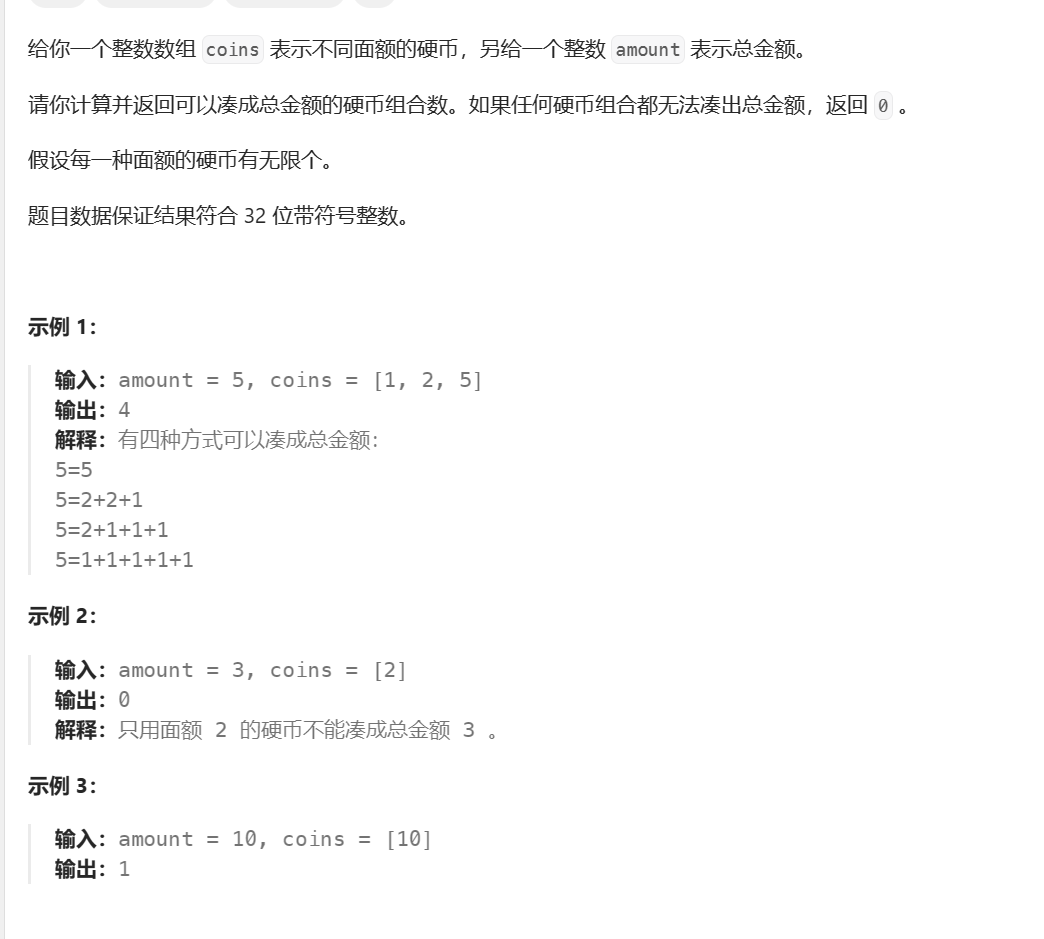 给你一个整数数组 coins 表示不同面额的硬币，另给一个整数 amount 表示总金额。
请你计算并返回可以凑成总金额的硬币组合数。如果任何硬币组合都无法凑出总金额，返回 0 。
假设每一种面额的硬币有无限个。
题目数据保证结果符合 32 位带符号整数。
示例 1：
输入：amount = 5, coins = [1, 2, 5]
输出：4
解释：有四种方式可以凑成总金额：
5=5
5=2+2+1
5=2+1+1+1
5=1+1+1+1+1
示例 2：
输入：amount = 3, coins = [2]
输出：0
解释：只用面额 2 的硬币不能凑成总金额 3 。
示例 3：
输入：amount = 10, coins = [10]
输出：1